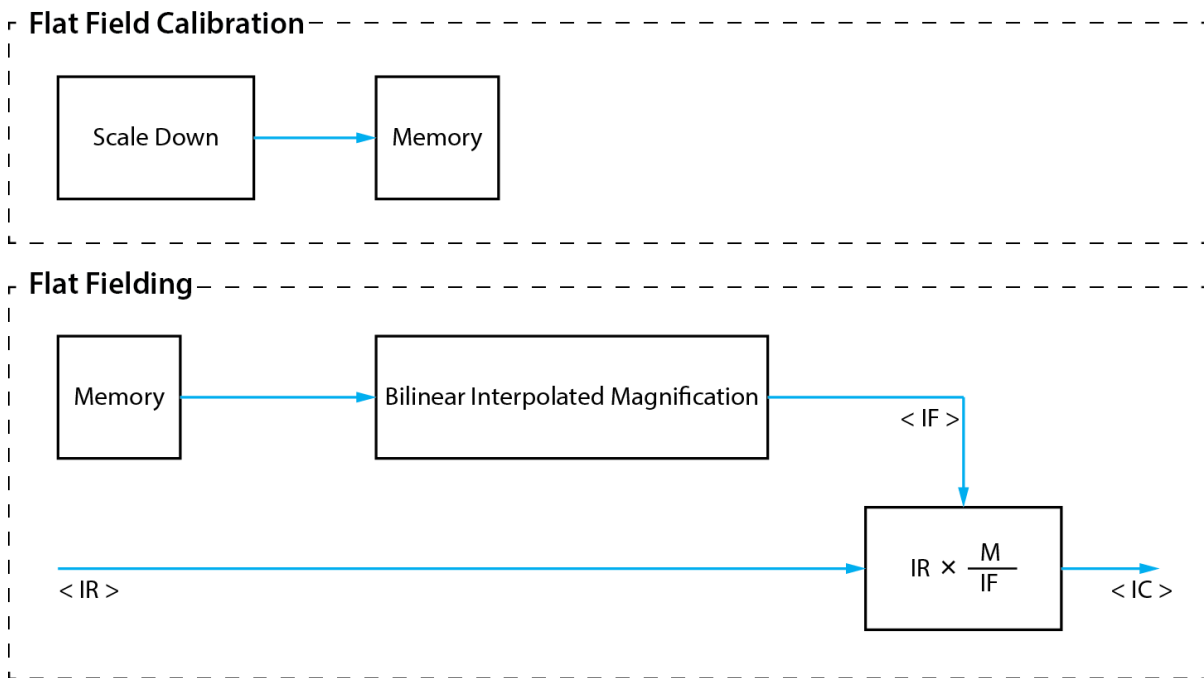 Flat Field Calibration
Scale Down
Memory
Flat Fielding
Memory
Bilinear Interpolated Magnification
< IF >
IR × M
IF
< IR >
< IC >